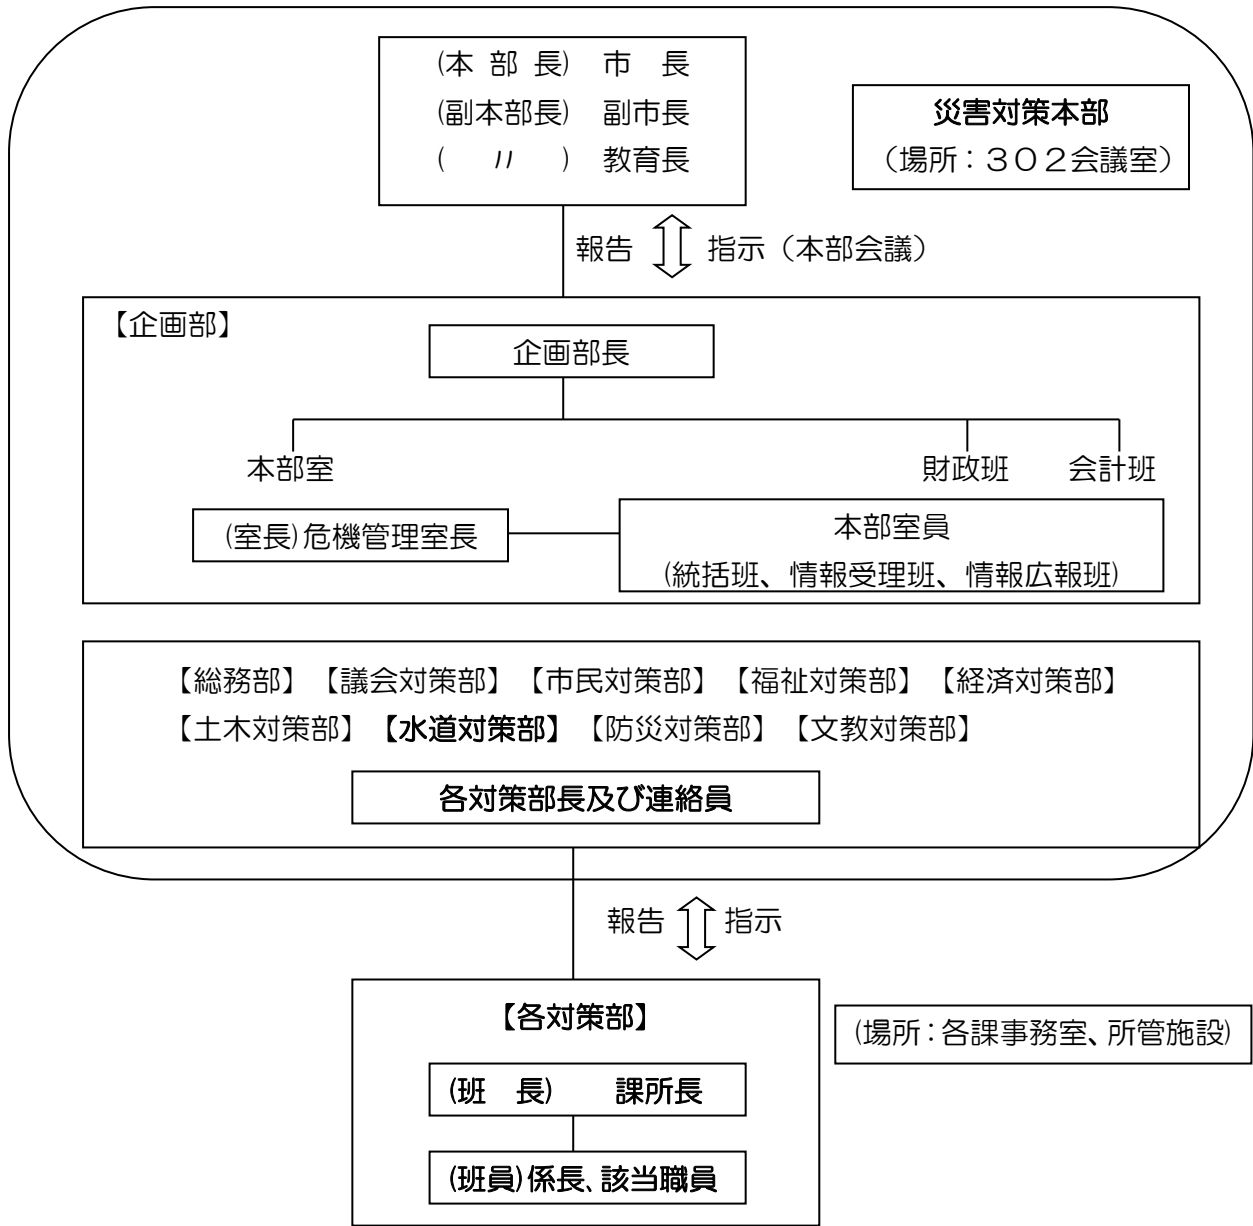 (本 部 長) 市　長
(副本部長) 副市長
(　〃　) 教育長
災害対策本部
（場所：３０２会議室）
報告　指示（本部会議）
【企画部】
企画部長
本部室　財政班　会計班
(室長)危機管理室長
本部室員
(統括班、情報受理班、情報広報班)
【総務部】【議会対策部】【市民対策部】【福祉対策部】【経済対策部】
【土木対策部】【水道対策部】【防災対策部】【文教対策部】
各対策部長及び連絡員
報告　指示
【各対策部】
(場所：各課事務室、所管施設)
(班　長)　課所長
(班員)係長、該当職員